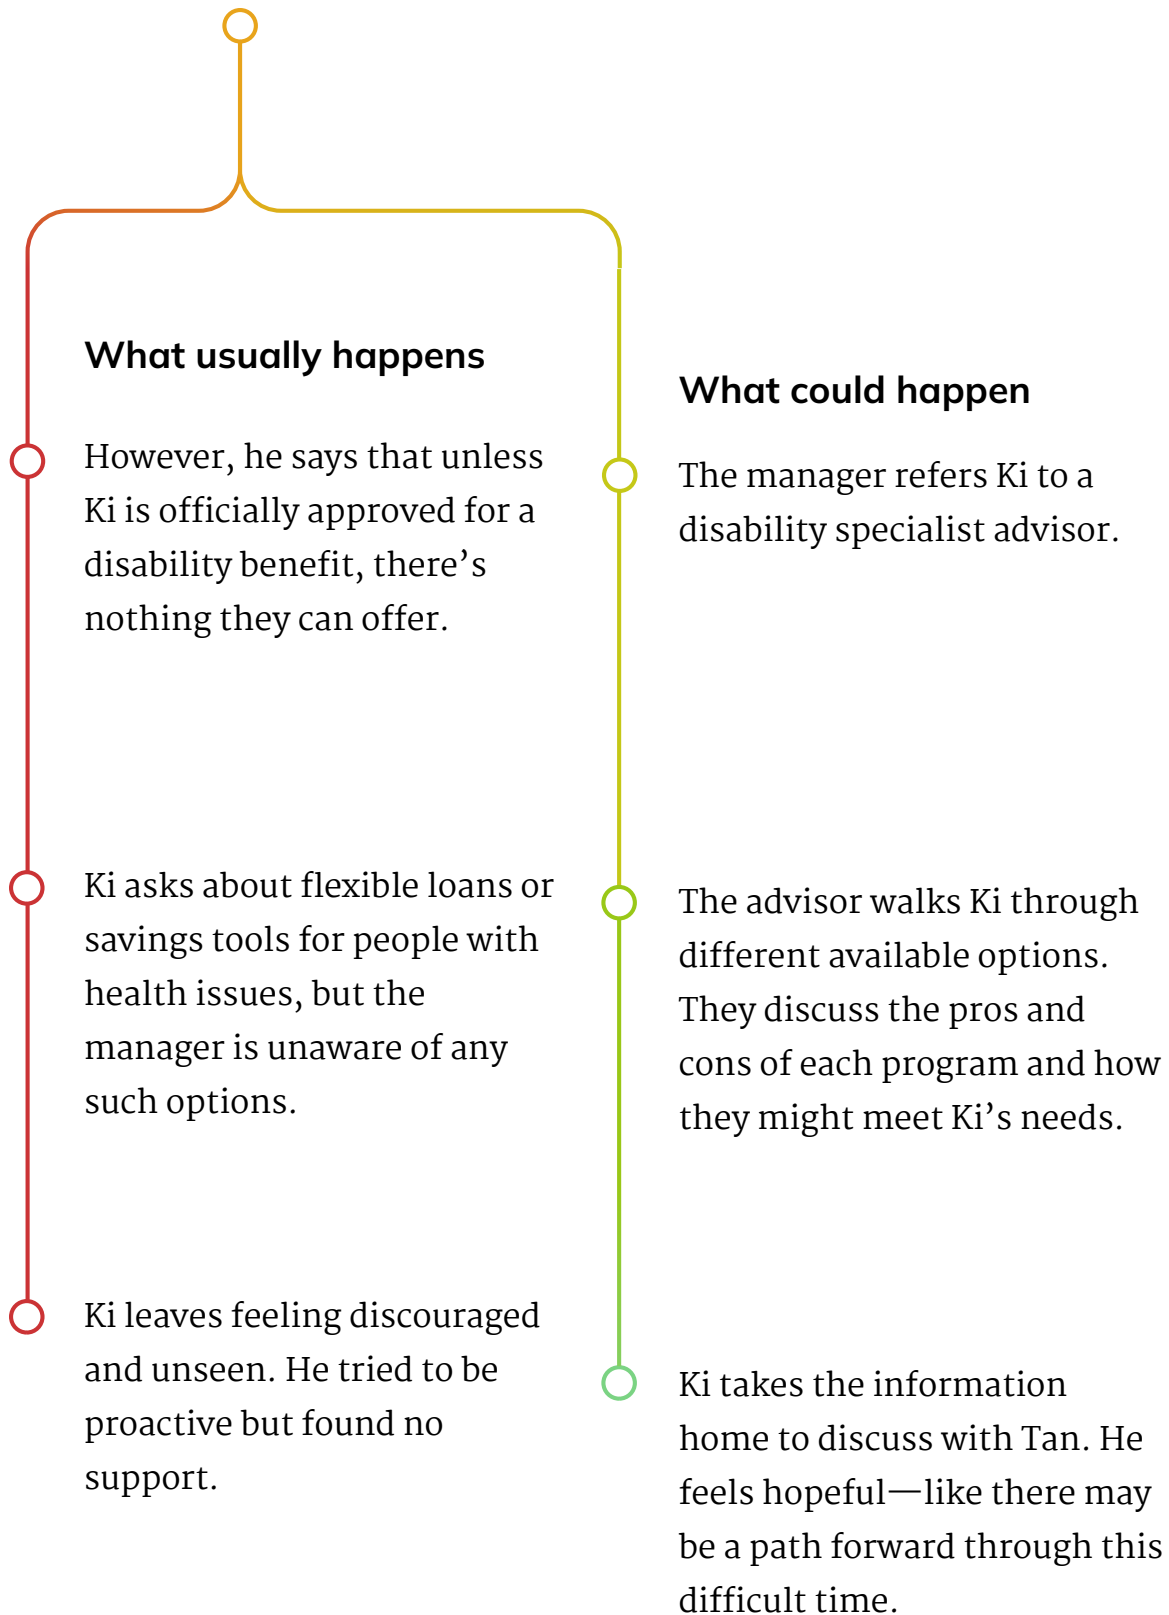 What usually happens
However, he says that unless
Ki is officially approved for a
disability benefit, there’s
nothing they can offer.
Ki asks about flexible loans or
savings tools for people with
health issues, but the
manager is unaware of any
such options.
Ki leaves feeling discouraged
and unseen. He tried to be
proactive but found no
support.
What could happen
The manager refers Ki to a
disability specialist advisor.
The advisor walks Ki through
different available options.
They discuss the pros and
cons of each program and how
they might meet Ki’s needs.
Ki takes the information
home to discuss with Tan. He
feels hopeful—like there may
be a path forward through this
difficult time.